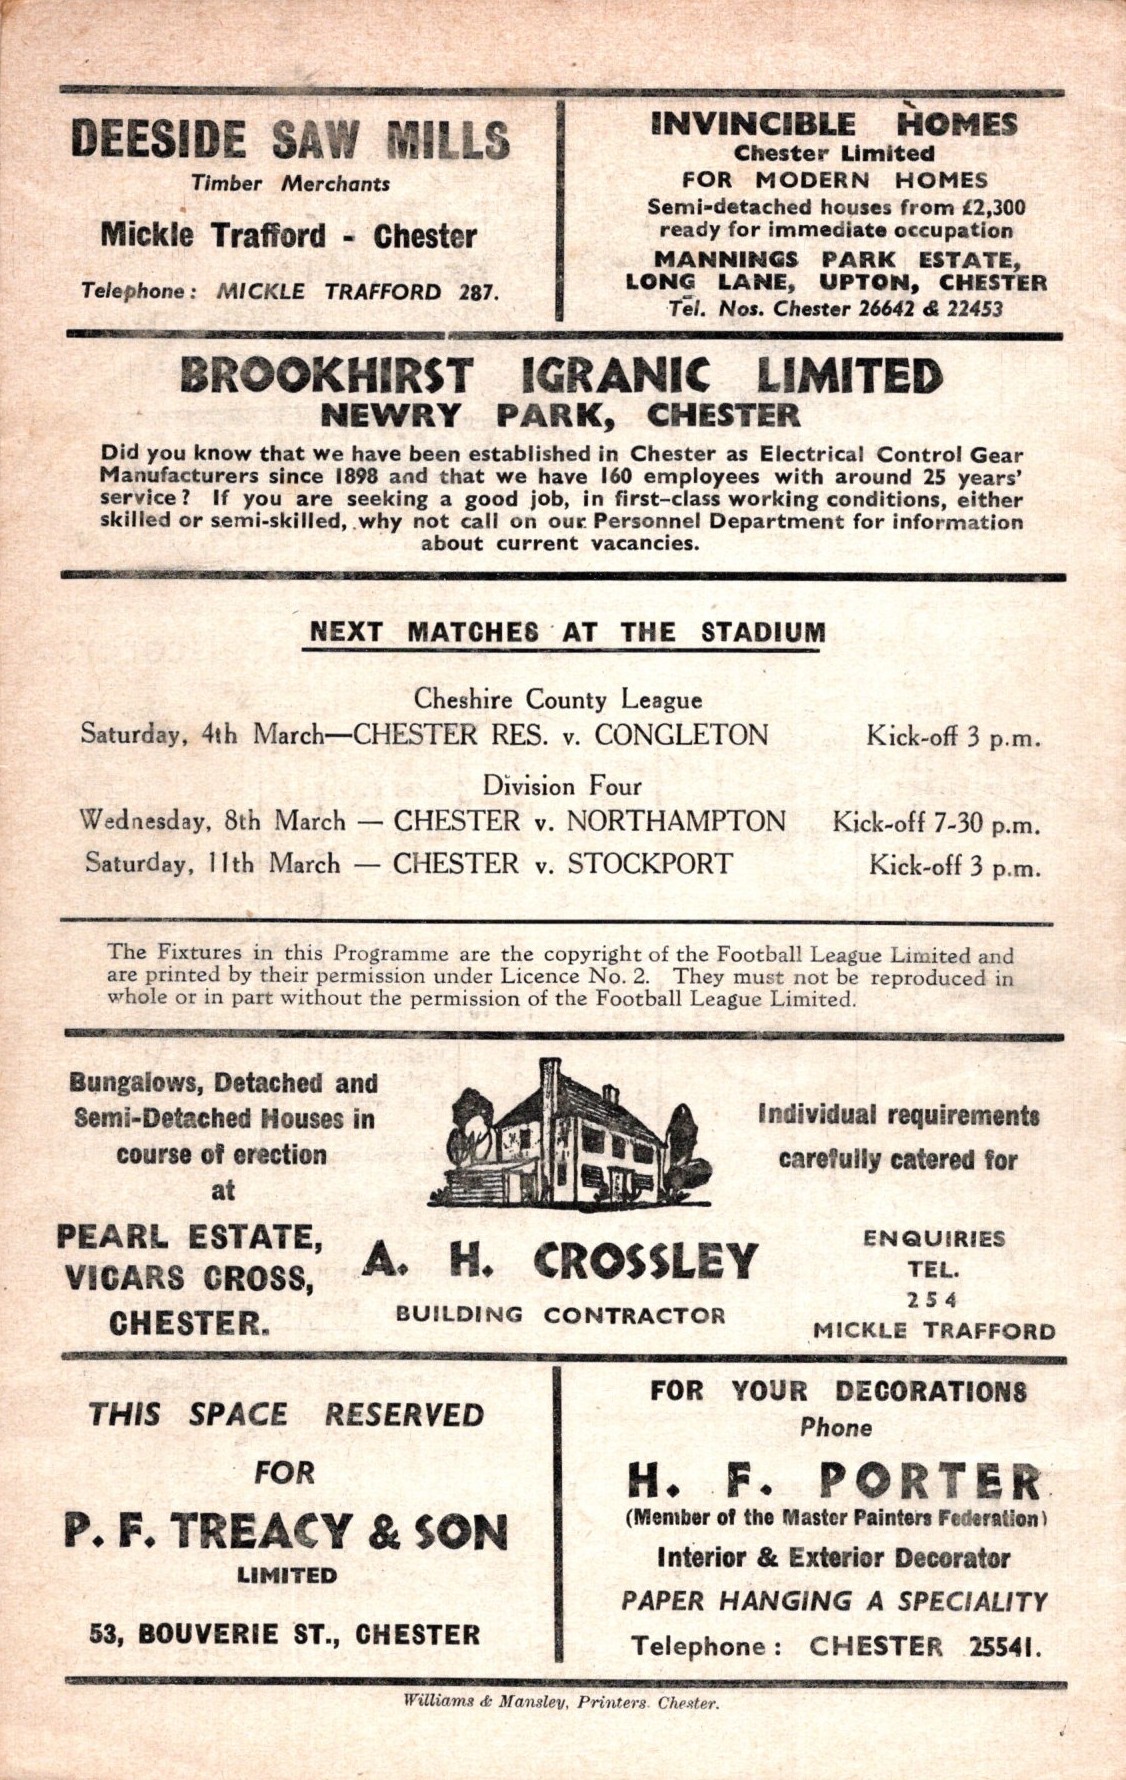 DEESIDE SAW MILLS
Timber Merchants
Mickle Trafford - Chester
Telephone: MICKLE TRAFFORD 287.
INVINCIBLE HOMES
Chester Limited
FOR MODERN HOMES
Semi-detached houses from £2,300
ready for immediate occupation
MANNINGS PARK ESTATE,
LONG LANE, UPTON, CHESTER
Tel. Nos. Chester 26642 & 22453
BROOKHIRST IGRANIC LIMITED
NEWRY PARK, CHESTER
Did you know that we have been established in Chester as Electrical Control Gear
Manufacturers since 1898 and that we have 160 employees with around 25 years'
service? If you are seeking a good job, in first-class working conditions, either
skilled or semi-skilled, why not call on our Personnel Department for information
about current vacancies.
NEXT MATCHES AT THE STADIUM
Cheshire County League
Saturday, 4th March—CHESTER RES. v. CONGLETON Kick-off 3 p.m.
Division Four
Wednesday, 8th March — CHESTER v. NORTHAMPTON Kick-off 7-30 p.m.
Saturday, 11th March — CHESTER v. STOCKPORT Kick-off 3 p.m.
The Fixtures in this Programme are the copyright of the Football League Limited and
are printed by their permission under Licence No. 2. They must not be reproduced in
whole or in part without the permission of the Football League Limited.
Bungalows, Detached and
Semi-Detached Houses in
course of erection
at
PEARL ESTATE,
VICARS CROSS,
CHESTER.
A. H. CROSSLEY
BUILDING CONTRACTOR
Individual requirements
carefully catered for
ENQUIRIES
TEL.
254
MICKLE TRAFFORD
THIS SPACE RESERVED
FOR
P. F. TREACY & SON
LIMITED
53, BOUVERIE ST., CHESTER
FOR YOUR DECORATIONS
Phone
H. F. PORTER
(Member of the Master Painters Federation)
Interior & Exterior Decorator
PAPER HANGING A SPECIALITY
Telephone: CHESTER 25541.
Williams & Mansley, Printers. Chester.